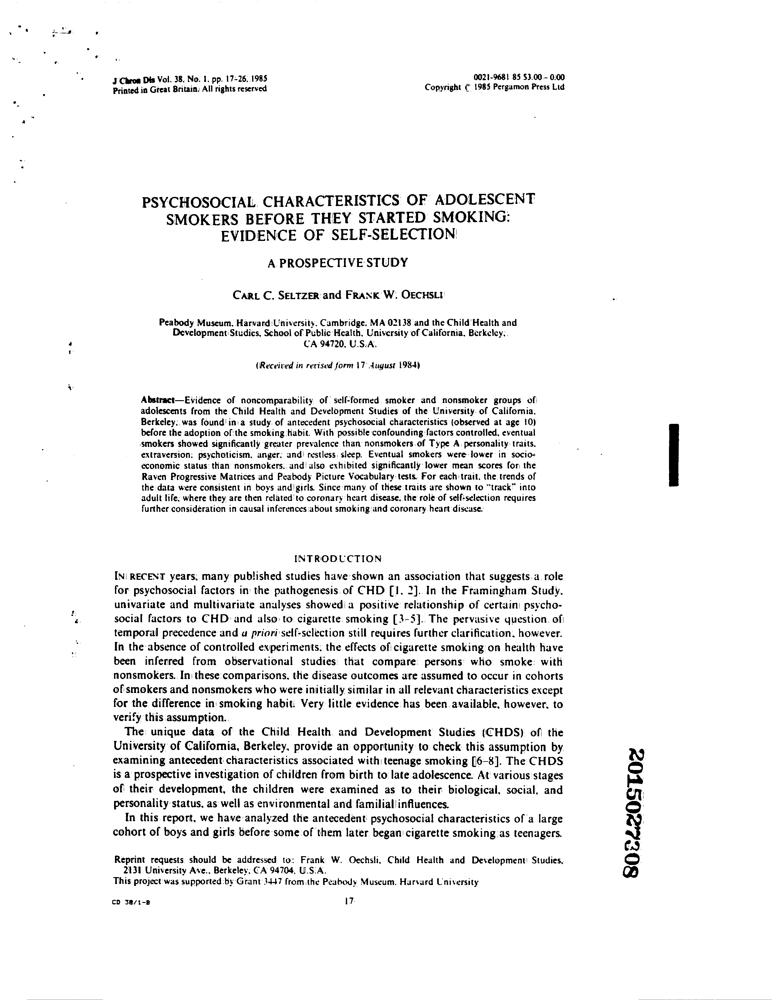 J Chron Dis Vol. 38, No. 1, pp. 17-26, 1985
Printed in Great Britain. All rights reserved
0021-9681 85 $3.00 - 0.00
Copyright © 1985 Pergamon Press Ltd
PSYCHOSOCIAL CHARACTERISTICS OF ADOLESCENT
SMOKERS BEFORE THEY STARTED SMOKING:
EVIDENCE OF SELF-SELECTION
A PROSPECTIVE STUDY
CARL C. SELTZER and FRANK W. OECHSLI
Peabody Museum, Harvard University, Cambridge, MA 02138 and the Child Health and
Development Studies, School of Public Health, University of California, Berkeley,
CA 94720, U.S.A.
(Received in revised form 17 August 1984)
Abstract—Evidence of noncomparability of self-formed smoker and nonsmoker groups of
adolescents from the Child Health and Development Studies of the University of California,
Berkeley, was found in a study of antecedent psychosocial characteristics (observed at age 10)
before the adoption of the smoking habit. With possible confounding factors controlled, eventual
smokers showed significantly greater prevalence than nonsmokers of Type A personality traits,
extraversion, psychoticism, anger, and restless sleep. Eventual smokers were lower in socio-
economic status than nonsmokers, and also exhibited significantly lower mean scores for the
Raven Progressive Matrices and Peabody Picture Vocabulary tests. For each trait, the trends of
the data were consistent in boys and girls. Since many of these traits are shown to "track" into
adult life, where they are then related to coronary heart disease, the role of self-selection requires
further consideration in causal inferences about smoking and coronary heart disease.
INTRODUCTION
IN RECENT years, many published studies have shown an association that suggests a role
for psychosocial factors in the pathogenesis of CHD [1, 2]. In the Framingham Study,
univariate and multivariate analyses showed a positive relationship of certain psycho-
social factors to CHD and also to cigarette smoking [3-5]. The pervasive question of
temporal precedence and a priori self-selection still requires further clarification, however.
In the absence of controlled experiments, the effects of cigarette smoking on health have
been inferred from observational studies that compare persons who smoke with
nonsmokers. In these comparisons, the disease outcomes are assumed to occur in cohorts
of smokers and nonsmokers who were initially similar in all relevant characteristics except
for the difference in smoking habit. Very little evidence has been available, however, to
verify this assumption.
The unique data of the Child Health and Development Studies (CHDS) of the
University of California, Berkeley, provide an opportunity to check this assumption by
examining antecedent characteristics associated with teenage smoking [6-8]. The CHDS
is a prospective investigation of children from birth to late adolescence. At various stages
of their development, the children were examined as to their biological, social, and
personality status, as well as environmental and familial influences.
In this report, we have analyzed the antecedent psychosocial characteristics of a large
cohort of boys and girls before some of them later began cigarette smoking as teenagers.
Reprint requests should be addressed to: Frank W. Oechsli, Child Health and Development Studies,
2131 University Ave., Berkeley, CA 94704, U.S.A.
This project was supported by Grant 3447 from the Peabody Museum, Harvard University
CD 38/1-B
17
2015027308